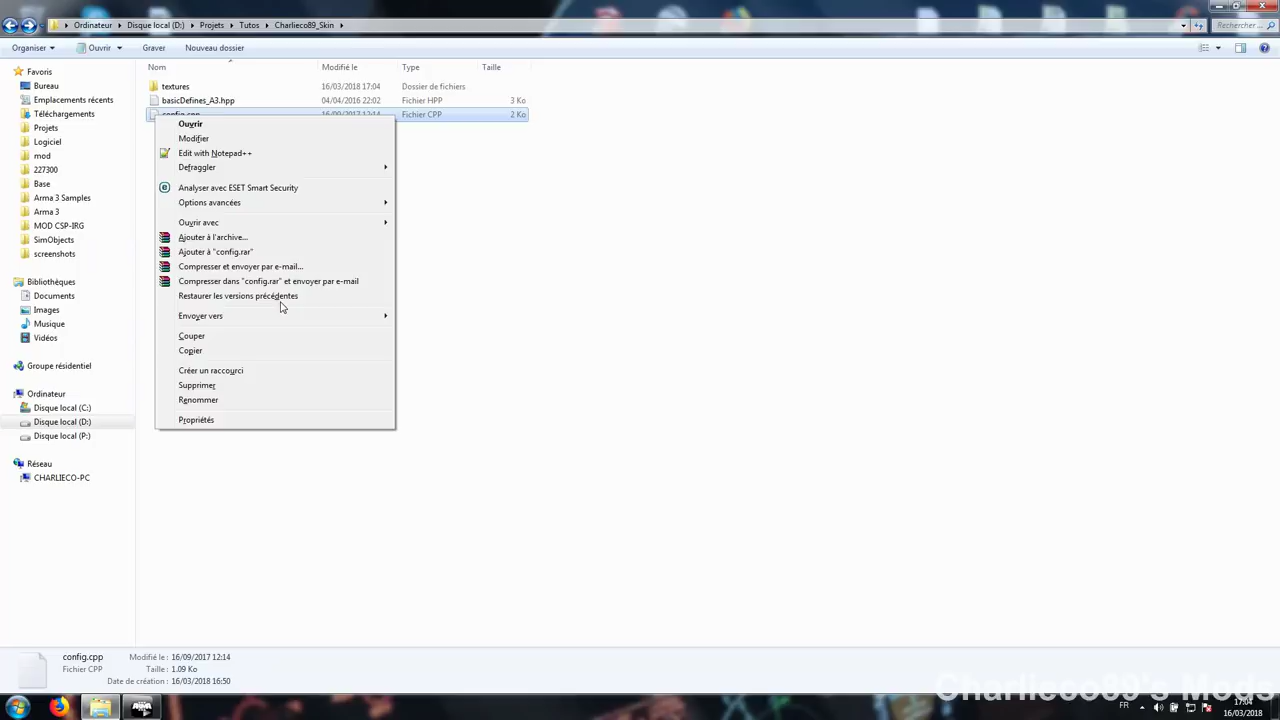 Ordinateur ▸ Disque local (D:) ▸ Projets ▸ Tutos ▸ Charlieco89_Skin ▸
Rechercher ...
Organiser
Ouvrir
Graver
Nouveau dossier
Nom
Modifié le
Type
Taille
Favoris
Bureau
Emplacements récents
Téléchargements
Projets
Logiciel
mod
227300
Base
Arma 3 Samples
Arma 3
MOD CSP-IRG
SimObjects
screenshots
Bibliothèques
Documents
Images
Musique
Vidéos
Groupe résidentiel
Ordinateur
Disque local (C:)
Disque local (D:)
Disque local (P:)
Réseau
CHARLIECO-PC
textures 16/03/2018 17:04 Dossier de fichiers
basicDefines_A3.hpp 04/04/2016 22:02 Fichier HPP 3 Ko
config.cpp 16/09/2017 12:14 Fichier CPP 2 Ko
Ouvrir
Modifier
Edit with Notepad++
Defraggler
Analyser avec ESET Smart Security
Options avancées
Ouvrir avec
Ajouter à l'archive...
Ajouter à "config.rar"
Compresser et envoyer par e-mail...
Compresser dans "config.rar" et envoyer par e-mail
Restaurer les versions précédentes
Envoyer vers
Couper
Copier
Créer un raccourci
Supprimer
Renommer
Propriétés
config.cpp Modifié le : 16/09/2017 12:14
Fichier CPP Taille : 1.09 Ko
Date de création : 16/03/2018 16:50
Charlieco89's Mods
FR
17:04
16/03/2018